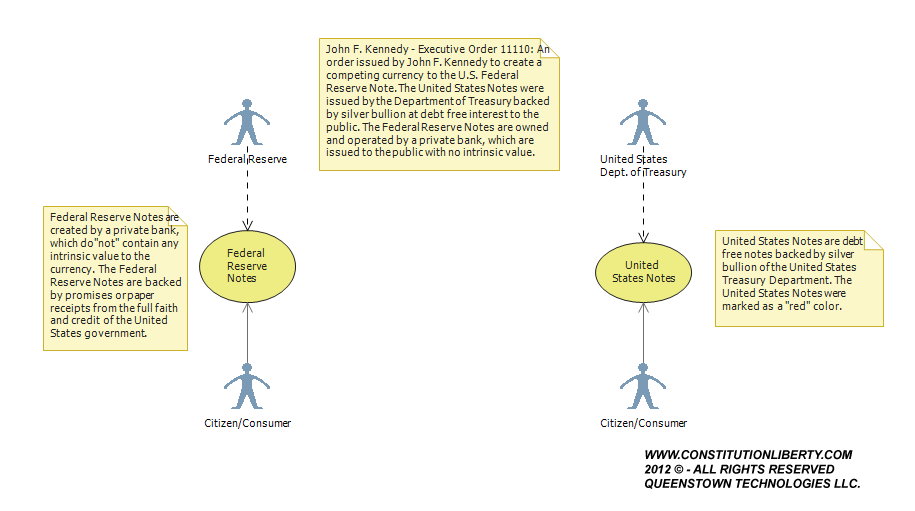 John F. Kennedy - Executive Order 11110: An
order issued by John F. Kennedy to create a
competing currency to the U.S. Federal
Reserve Note. The United States Notes were
issued by the Department of Treasury backed
by silver bullion at debt free interest to the
public. The Federal Reserve Notes are owned
and operated by a private bank, which are
issued to the public with no intrinsic value.
Federal Reserve
United States
Dept. of Treasury
Federal Reserve Notes are
created by a private bank,
which do "not" contain any
intrinsic value to the
currency. The Federal
Reserve Notes are backed
by promises or paper
receipts from the full faith
and credit of the United
States government.
Federal
Reserve
Notes
United
States Notes
United States Notes are debt
free notes backed by silver
bullion of the United States
Treasury Department. The
United States Notes were
marked as a "red" color.
Citizen/Consumer
Citizen/Consumer
WWW.CONSTITUTIONLIBERTY.COM
2012 © - ALL RIGHTS RESERVED
QUEENSTOWN TECHNOLOGIES LLC.